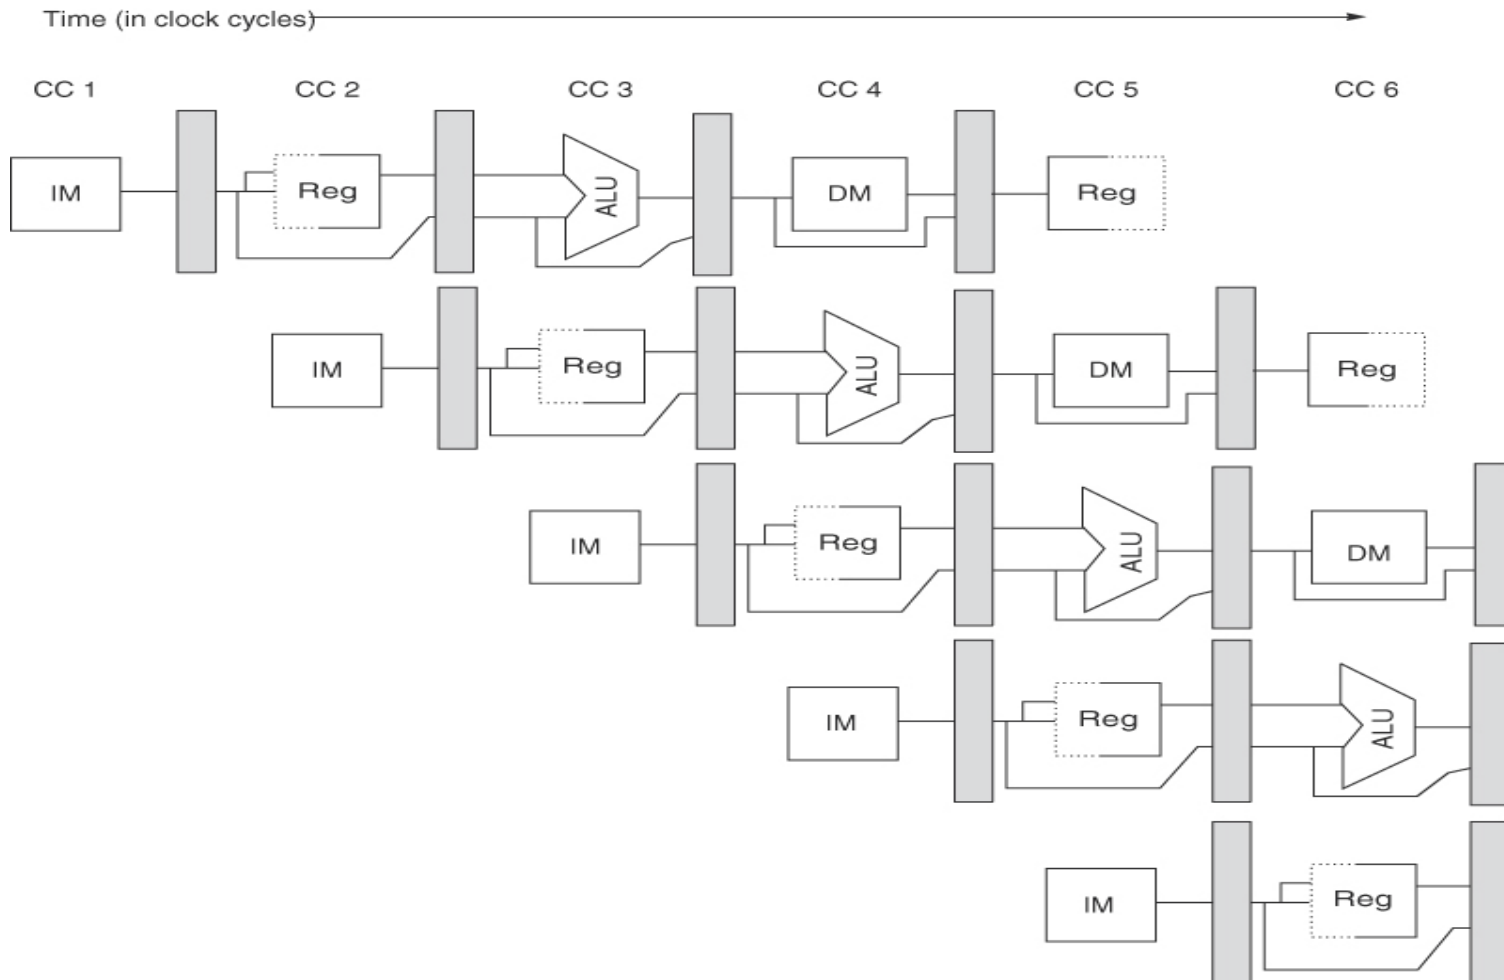 Time (in clock cycles)
CC 1 CC 2 CC 3 CC 4 CC 5 CC 6
IM Reg ALU DM Reg
IM Reg ALU DM Reg
IM Reg ALU DM
IM Reg ALU
IM Reg